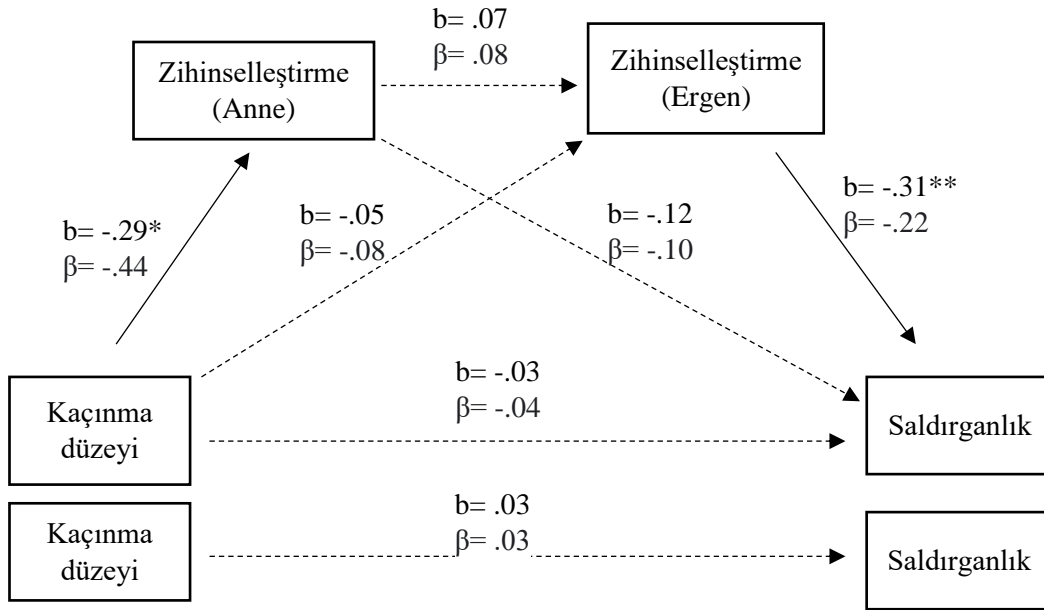 b= .07
β= .08
Zihinselleştirme
(Anne)
Zihinselleştirme
(Ergen)
b= -.29*
β= -.44
b= -.05
β= -.08
b= -.12
β= -.10
b= -.31**
β= -.22
Kaçınma
düzeyi
b= -.03
β= -.04
Saldırganlık
Kaçınma
düzeyi
b= .03
β= .03
Saldırganlık